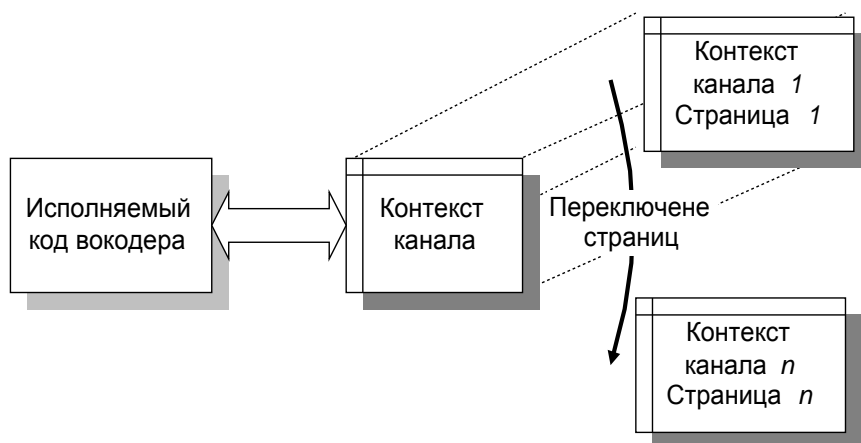 Исполняемый
код вокодера
Контекст
канала
Переключене
страниц
Контекст
канала 1
Страница 1
Контекст
канала n
Страница n